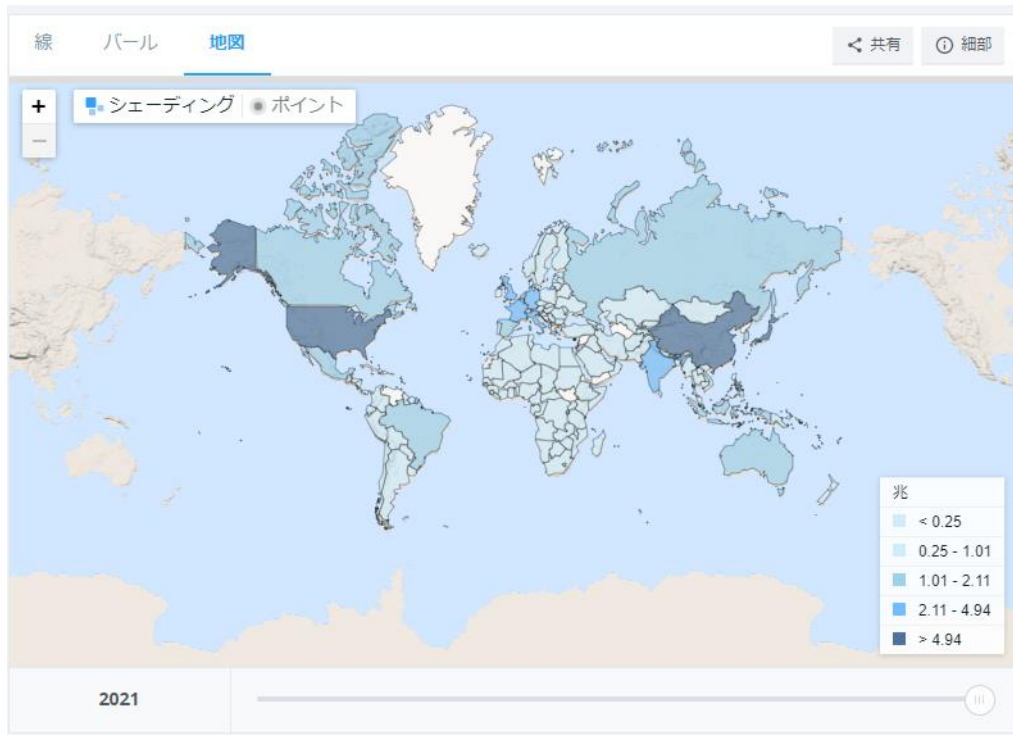 線 バール 地図
共有 細部
+ シェーディング ポイント
−
兆
< 0.25
0.25 - 1.01
1.01 - 2.11
2.11 - 4.94
> 4.94
2021